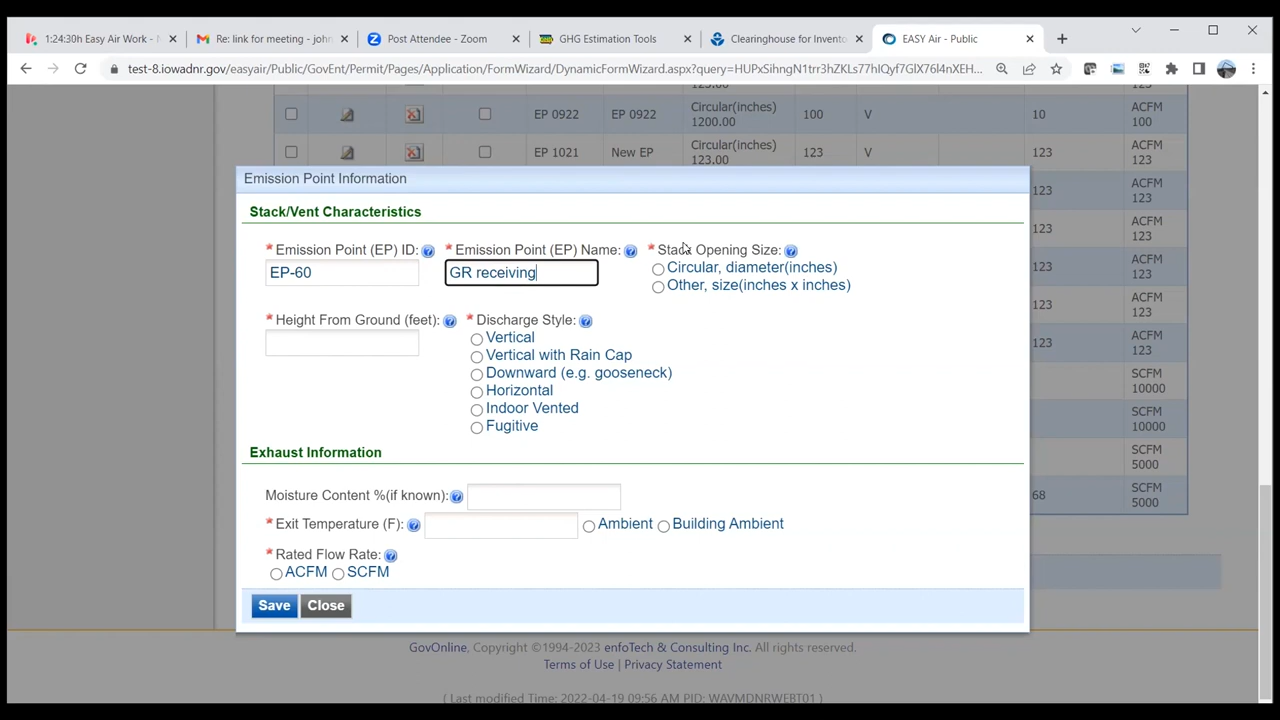 1:24:30h Easy Air Work -
Re: link for meeting - john
Post Attendee - Zoom
GHG Estimation Tools
Clearinghouse for Invento
EASY Air - Public
test-8.iowadnr.gov/easyair/Public/GovEnt/Permit/Pages/Application/FormWizard/DynamicFormWizard.aspx?query=HUPxSihngN1trr3hZKLs77hIQyf7GlX76l4nXEH...
123.00 123
EP 0922 EP 0922 Circular(inches) 1200.00 100 V 10 ACFM 100
EP 1021 New EP Circular(inches) 123.00 123 V 123 ACFM 123
Emission Point Information
Stack/Vent Characteristics
* Emission Point (EP) ID: * Emission Point (EP) Name: * Stack Opening Size:
EP-60 GR receiving Circular, diameter(inches)
Other, size(inches x inches)
* Height From Ground (feet): * Discharge Style:
Vertical
Vertical with Rain Cap
Downward (e.g. gooseneck)
Horizontal
Indoor Vented
Fugitive
Exhaust Information
Moisture Content %(if known):
* Exit Temperature (F): Ambient Building Ambient
* Rated Flow Rate:
ACFM SCFM
Save Close
123 ACFM 123
123 ACFM 123
123 ACFM 123
123 ACFM 123
123 ACFM 123
SCFM 10000
SCFM 10000
SCFM 5000
68 SCFM 5000
GovOnline, Copyright ©1994-2023 enfoTech & Consulting Inc. All rights reserved.
Terms of Use | Privacy Statement
( Last modified Time: 2022-04-19 09:56 AM PID: WAVMDNRWEBT01 )